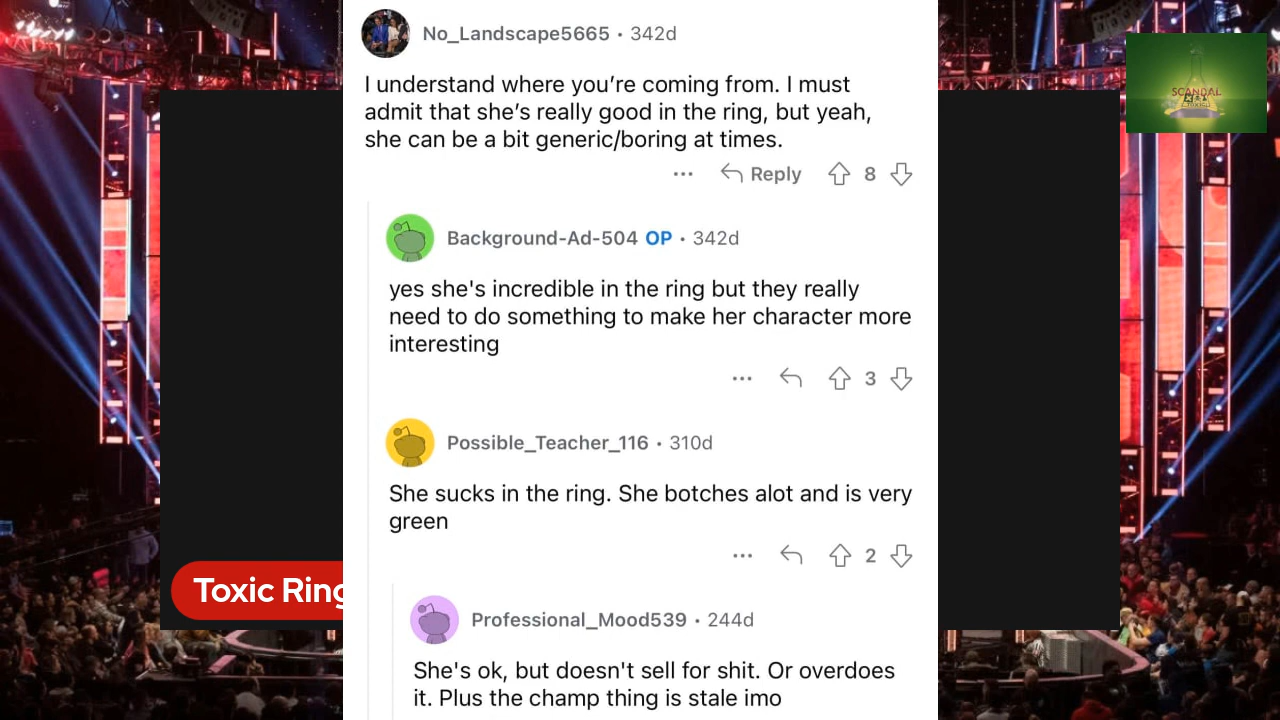 No_Landscape5665 · 342d
I understand where you’re coming from. I must
admit that she’s really good in the ring, but yeah,
she can be a bit generic/boring at times.
... Reply 8
Background-Ad-504 OP · 342d
yes she's incredible in the ring but they really
need to do something to make her character more
interesting
... 3
Possible_Teacher_116 · 310d
She sucks in the ring. She botches alot and is very
green
... 2
Professional_Mood539 · 244d
She's ok, but doesn't sell for shit. Or overdoes
it. Plus the champ thing is stale imo
Toxic Ring
SCANDAL